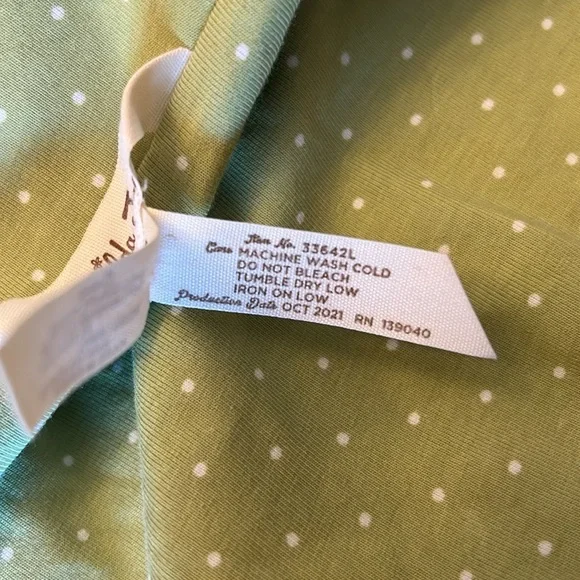 Item No. 33642L
Care MACHINE WASH COLD
DO NOT BLEACH
TUMBLE DRY LOW
IRON ON LOW
Production Date OCT 2021 RN 139040